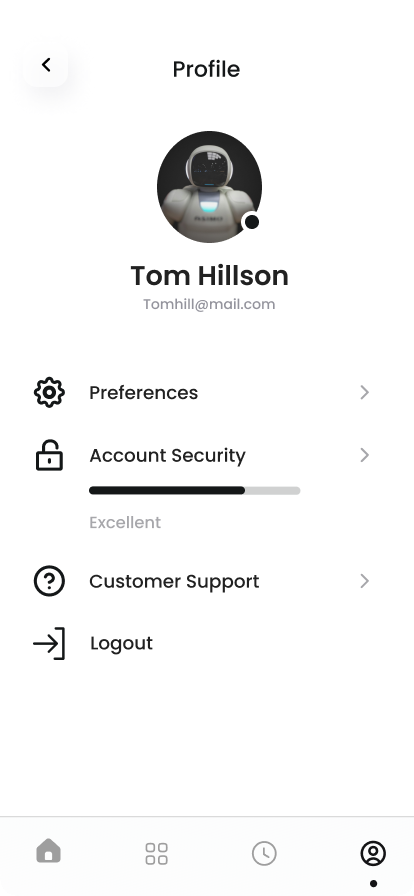 Profile
Tom Hillson
Tomhill@mail.com
Preferences
Account Security
Excellent
Customer Support
Logout